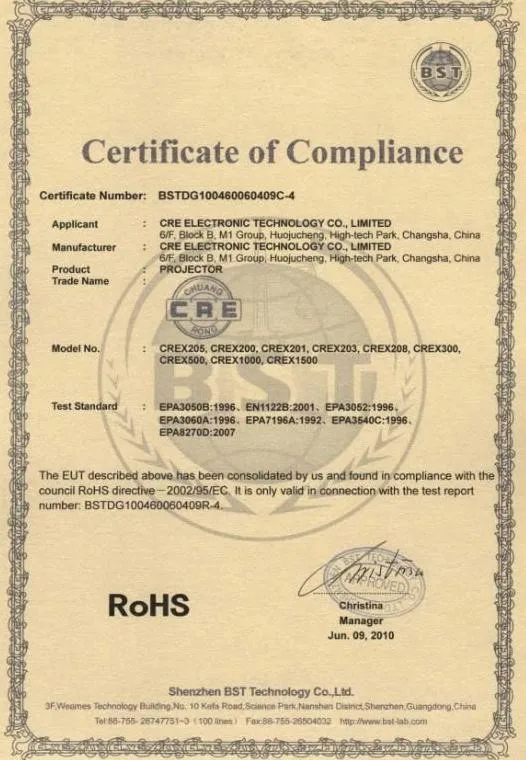 BST
Certificate of Compliance
Certificate Number: BSTDG100460060409C-4
Applicant : CRE ELECTRONIC TECHNOLOGY CO., LIMITED
6/F, Block B, M1 Group, Huojucheng, High-tech Park, Changsha, China
Manufacturer : CRE ELECTRONIC TECHNOLOGY CO., LIMITED
6/F, Block B, M1 Group, Huojucheng, High-tech Park, Changsha, China
Product : PROJECTOR
Trade Name :
CHUANG
CRE
RONG
Model No. : CREX205, CREX200, CREX201, CREX203, CREX208, CREX300,
CREX500, CREX1000, CREX1500
BST
Test Standard : EPA3050B:1996、EN1122B:2001、EPA3052:1996、
EPA3060A:1996、EPA7196A:1992、EPA3540C:1996、
EPA8270D:2007
The EUT described above has been consolidated by us and found in compliance with the
council RoHS directive－2002/95/EC. It is only valid in connection with the test report
number: BSTDG100460060409R-4.
APPROVED
RoHS
Christina
Manager
Jun. 09, 2010
Shenzhen BST Technology Co.,Ltd.
3F,Weames Technology Building,No. 10 Kefa Road,Science Park,Nanshan District,Shenzhen,Guangdong,China
Tel:86-755- 26747751~3 (100 lines) Fax:86-755-26504032 http://www.bst-lab.com